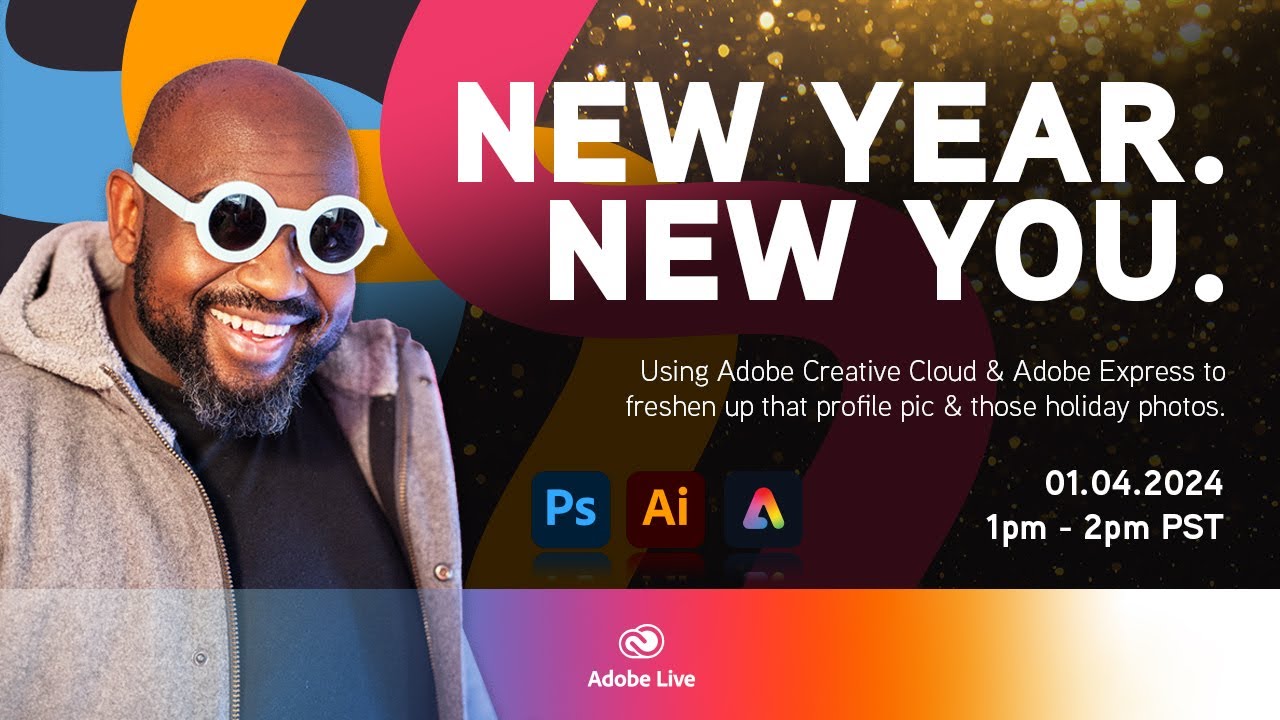 NEW YEAR.
NEW YOU.
Using Adobe Creative Cloud & Adobe Express to
freshen up that profile pic & those holiday photos.
Ps Ai
01.04.2024
1pm - 2pm PST
Adobe Live